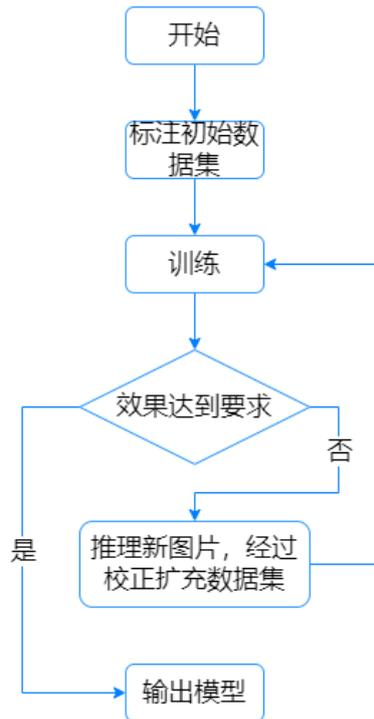 开始
标注初始数
据集
训练
效果达到要求
否
推理新图片，经过
校正扩充数据集
是
输出模型